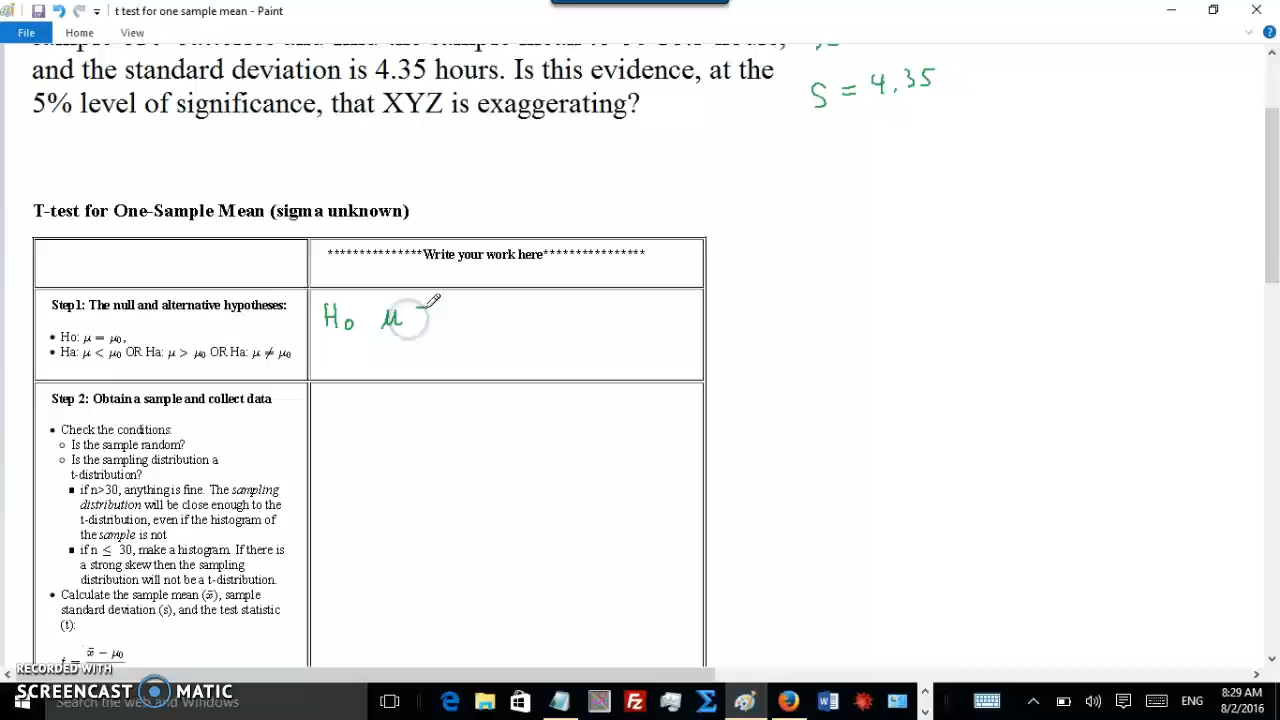 t test for one sample mean - Paint
File Home View
and the standard deviation is 4.35 hours. Is this evidence, at the
5% level of significance, that XYZ is exaggerating?
S = 4.35
T-test for One-Sample Mean (sigma unknown)
***************Write your work here****************
Step1: The null and alternative hypotheses:
Ho μ
• Ho: μ = μ₀,
• Ha: μ < μ₀ OR Ha: μ > μ₀ OR Ha: μ ≠ μ₀
Step 2: Obtain a sample and collect data
• Check the conditions:
○ Is the sample random?
○ Is the sampling distribution a
t-distribution?
■ if n>30, anything is fine. The sampling
distribution will be close enough to the
t-distribution, even if the histogram of
the sample is not
■ if n ≤ 30, make a histogram. If there is
a strong skew then the sampling
distribution will not be a t-distribution.
• Calculate the sample mean (x̄), sample
standard deviation (s), and the test statistic
(t):
x̄ − μ₀
RECORDED WITH
SCREENCAST MATIC
Search the web and Windows
ENG
8:29 AM
8/2/2016